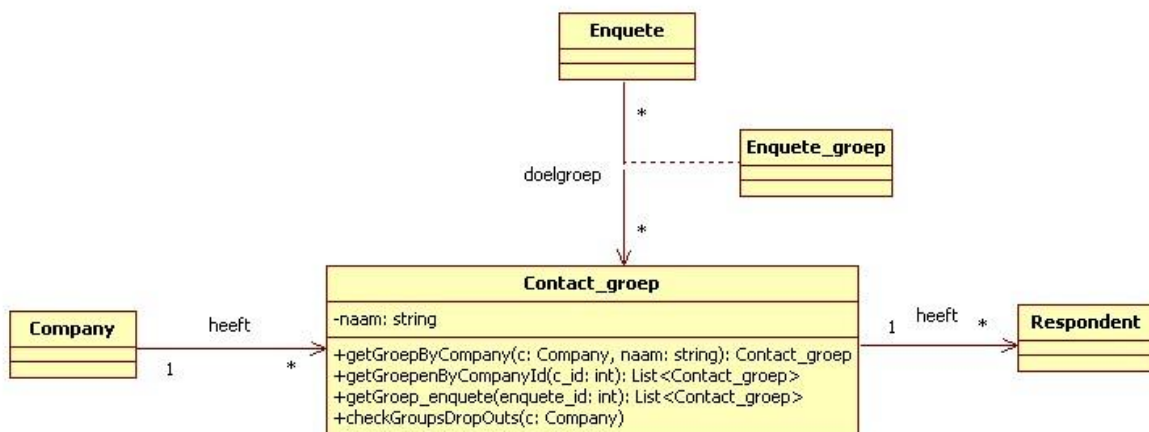 Enquete
*
Enquete_groep
doelgroep
*
Contact_groep
-naam: string
+getGroepByCompany(c: Company, naam: string): Contact_groep
+getGroepenByCompanyId(c_id: int): List<Contact_groep>
+getGroep_enquete(enquete_id: int): List<Contact_groep>
+checkGroupsDropOuts(c: Company)
Company
heeft
1
*
heeft
1
*
Respondent